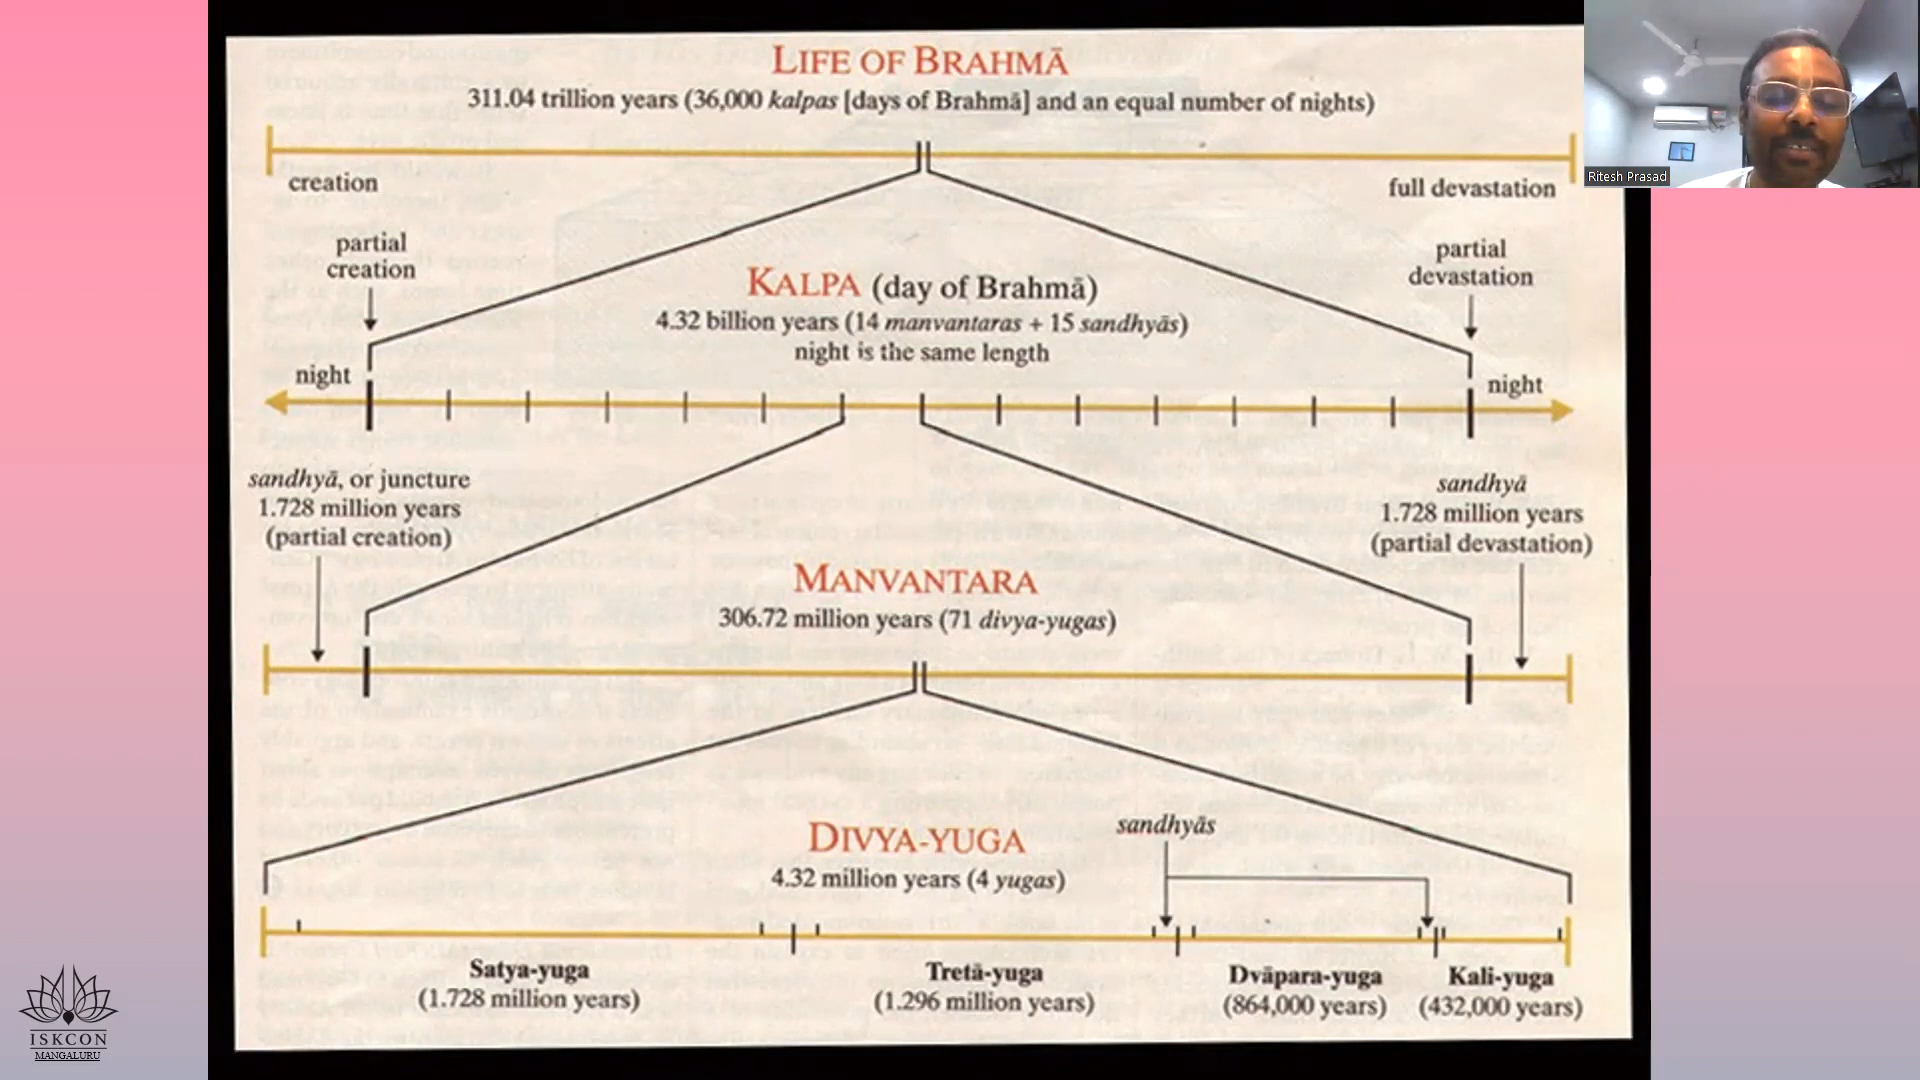 LIFE OF BRAHMĀ
311.04 trillion years (36,000 kalpas [days of Brahmā] and an equal number of nights)
creation
full devastation
partial
creation
partial
devastation
KALPA (day of Brahmā)
4.32 billion years (14 manvantaras + 15 sandhyās)
night is the same length
night
night
sandhyā, or juncture
1.728 million years
(partial creation)
sandhyā
1.728 million years
(partial devastation)
MANVANTARA
306.72 million years (71 divya-yugas)
sandhyās
DIVYA-YUGA
4.32 million years (4 yugas)
Satya-yuga
(1.728 million years)
Tretā-yuga
(1.296 million years)
Dvāpara-yuga
(864,000 years)
Kali-yuga
(432,000 years)
Ritesh Prasad
ISKCON
MANGALURU